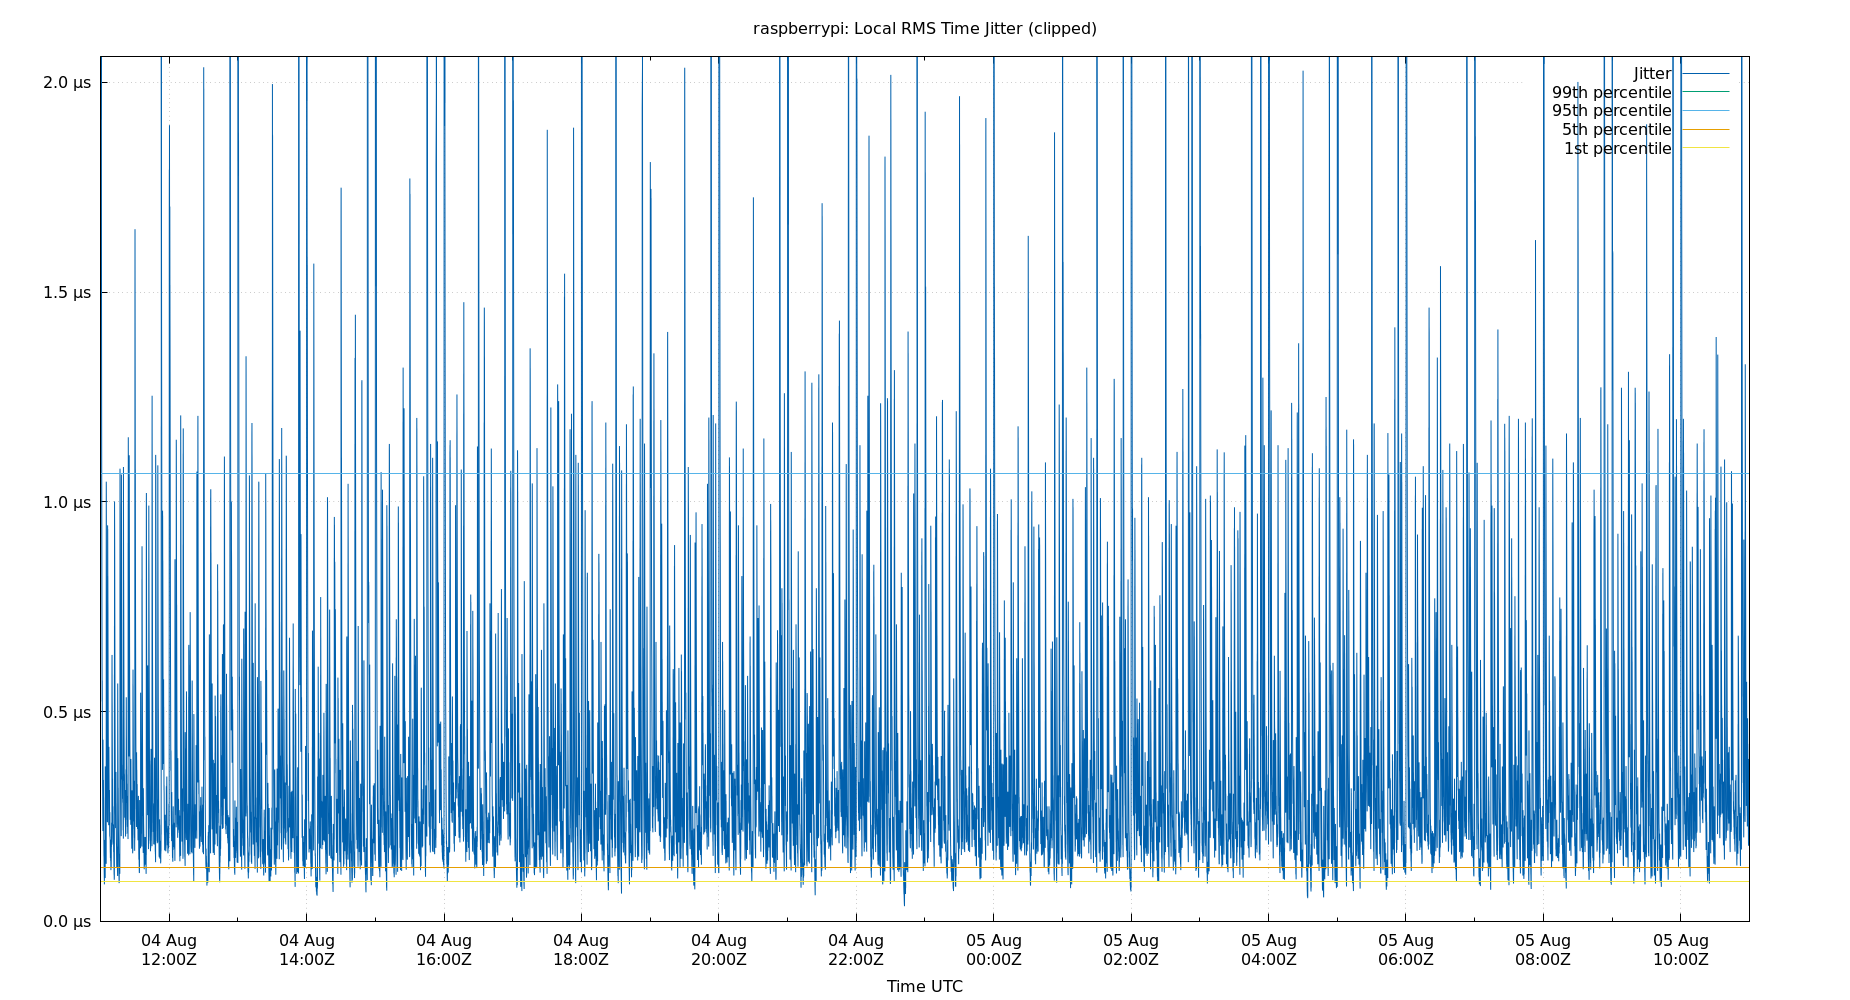 raspberrypi: Local RMS Time Jitter (clipped)
2.0 µs
1.5 µs
1.0 µs
0.5 µs
0.0 µs
Jitter
99th percentile
95th percentile
5th percentile
1st percentile
04 Aug 04 Aug 04 Aug 04 Aug 04 Aug 04 Aug 05 Aug 05 Aug 05 Aug 05 Aug 05 Aug 05 Aug
12:00Z 14:00Z 16:00Z 18:00Z 20:00Z 22:00Z 00:00Z 02:00Z 04:00Z 06:00Z 08:00Z 10:00Z
Time UTC